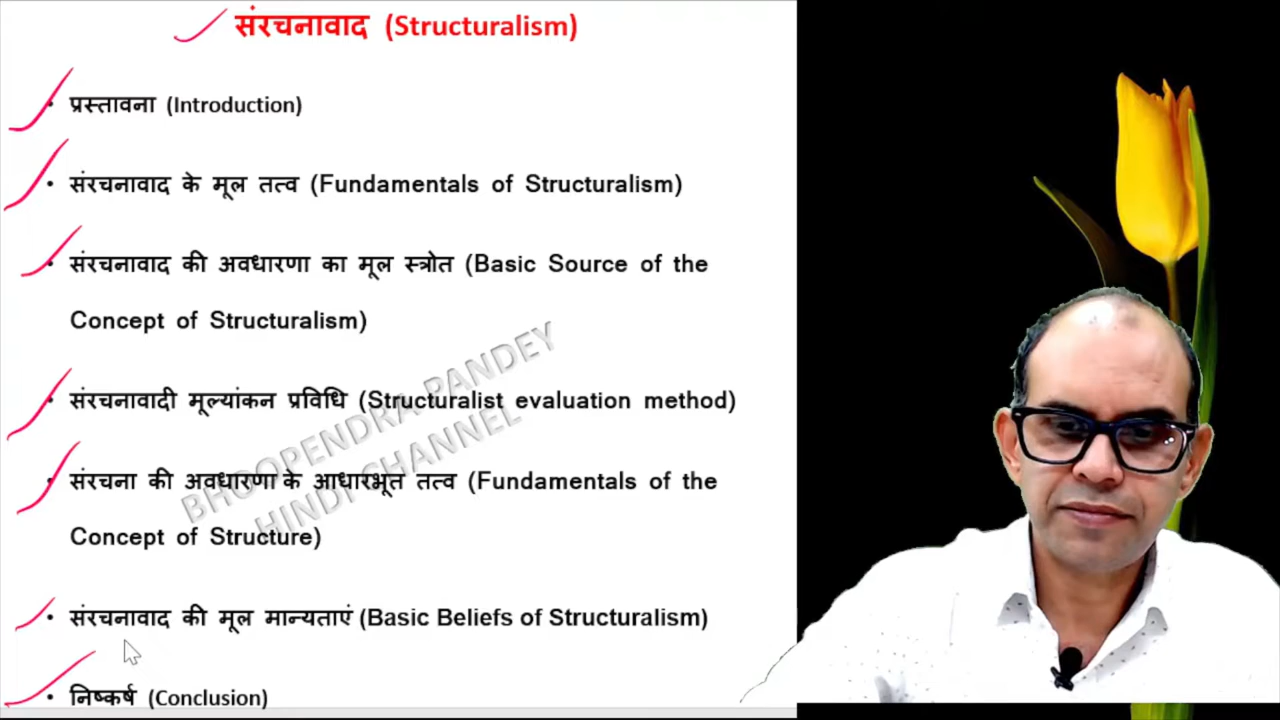 संरचनावाद (Structuralism)
• प्रस्तावना (Introduction)
• संरचनावाद के मूल तत्व (Fundamentals of Structuralism)
• संरचनावाद की अवधारणा का मूल स्त्रोत (Basic Source of the
Concept of Structuralism)
• संरचनावादी मूल्यांकन प्रविधि (Structuralist evaluation method)
• संरचना की अवधारणा के आधारभूत तत्व (Fundamentals of the
Concept of Structure)
• संरचनावाद की मूल मान्यताएं (Basic Beliefs of Structuralism)
• निष्कर्ष (Conclusion)
BHOOPENDRA PANDEY
HINDI CHANNEL